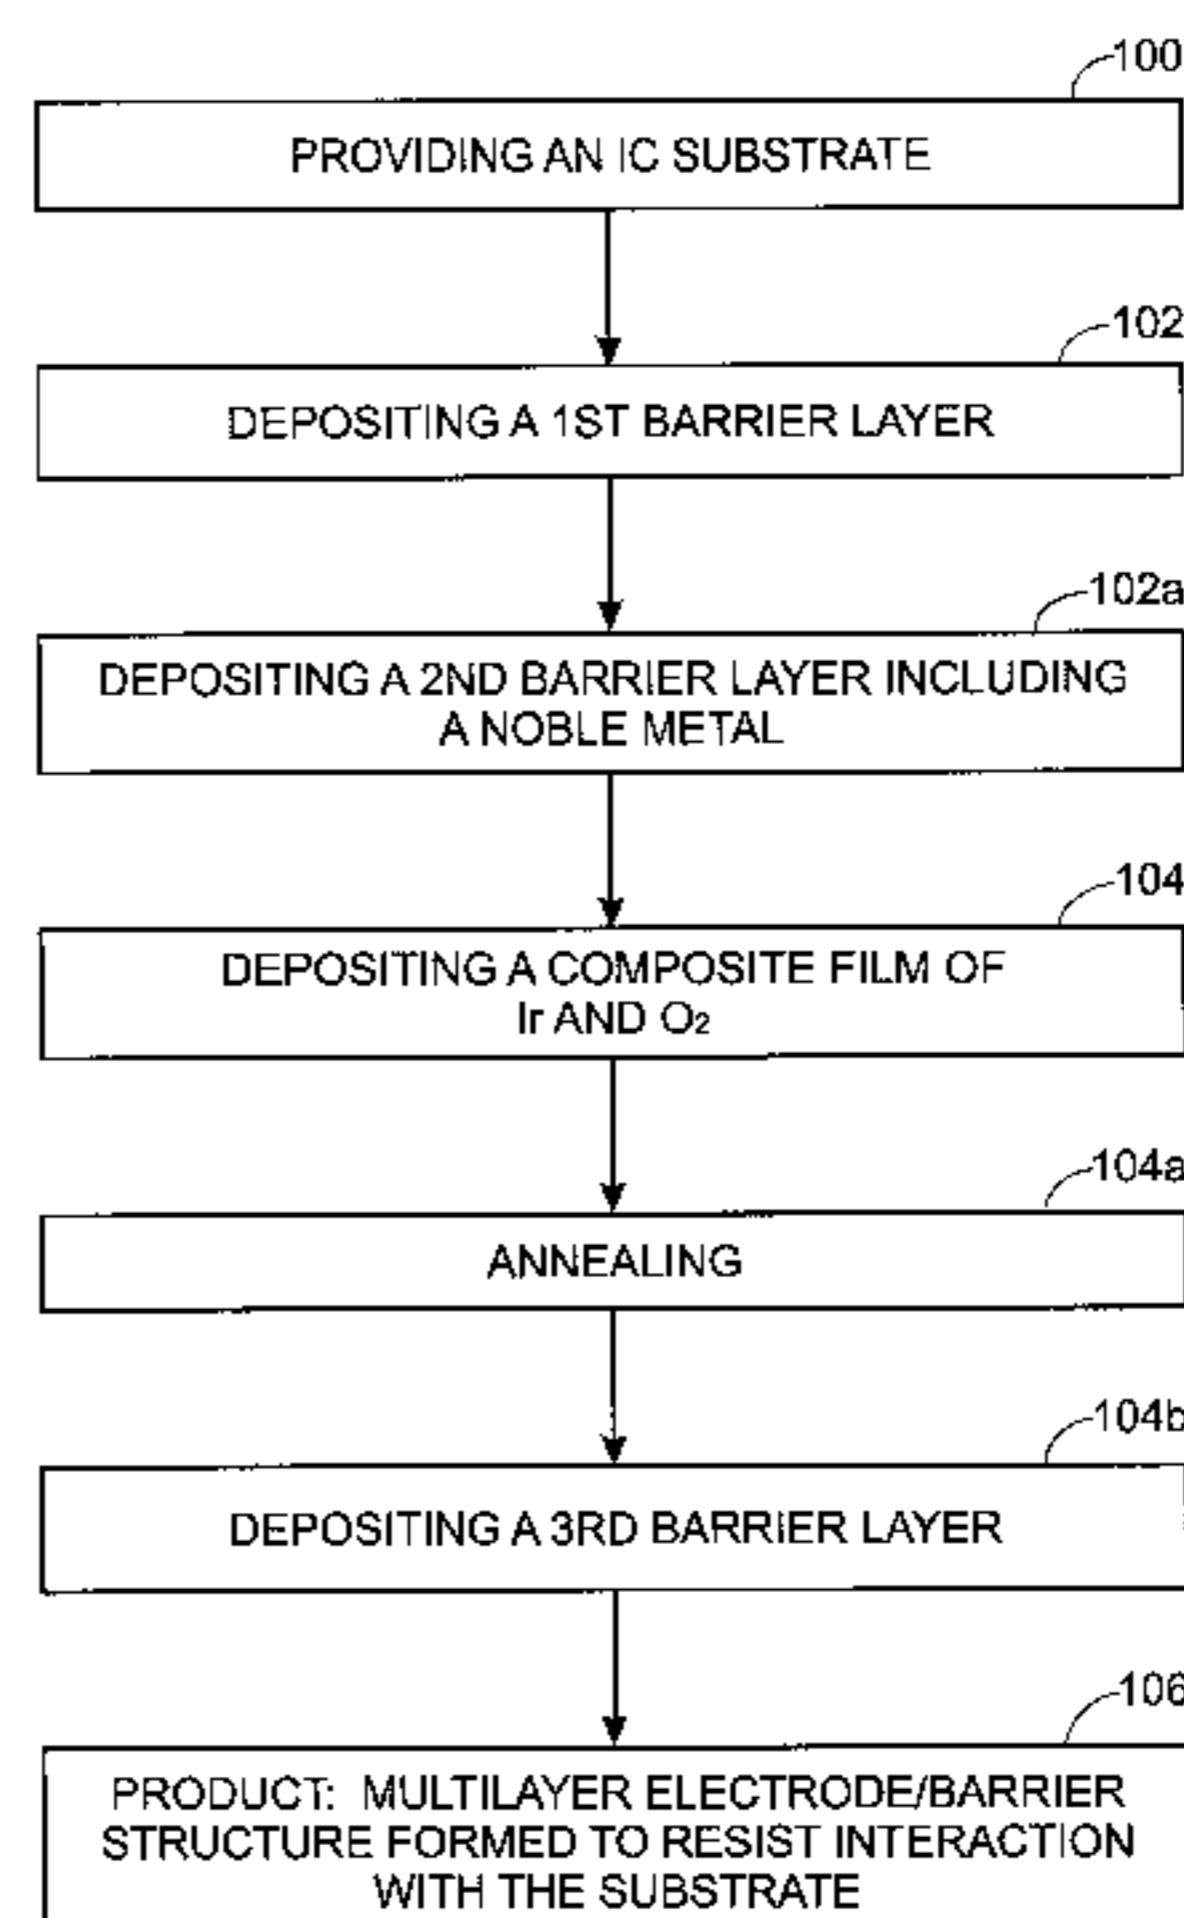 100
PROVIDING AN IC SUBSTRATE
102
DEPOSITING A 1ST BARRIER LAYER
102a
DEPOSITING A 2ND BARRIER LAYER INCLUDING
A NOBLE METAL
104
DEPOSITING A COMPOSITE FILM OF
Ir AND O₂
104a
ANNEALING
104b
DEPOSITING A 3RD BARRIER LAYER
106
PRODUCT: MULTILAYER ELECTRODE/BARRIER
STRUCTURE FORMED TO RESIST INTERACTION
WITH THE SUBSTRATE